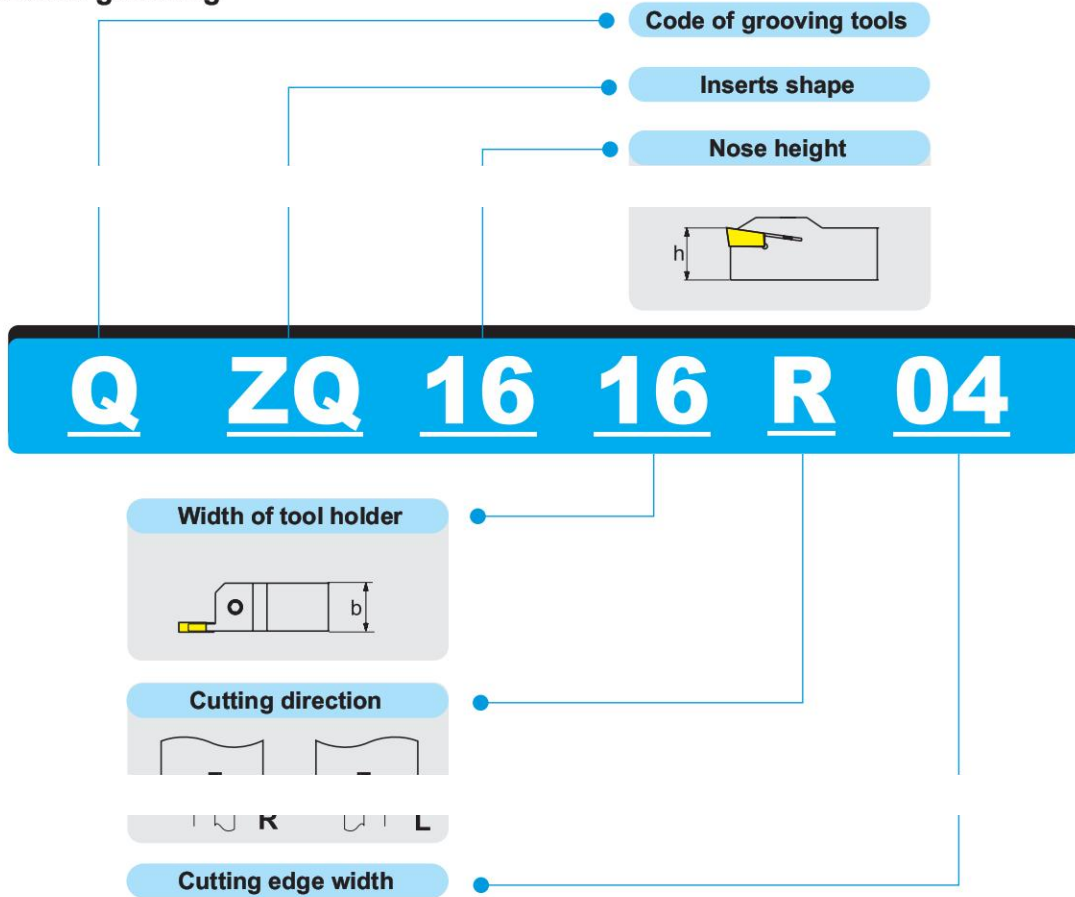 Code of grooving tools
Inserts shape
Nose height
h
Q ZQ 16 16 R 04
Width of tool holder
b
Cutting direction
R L
Cutting edge width